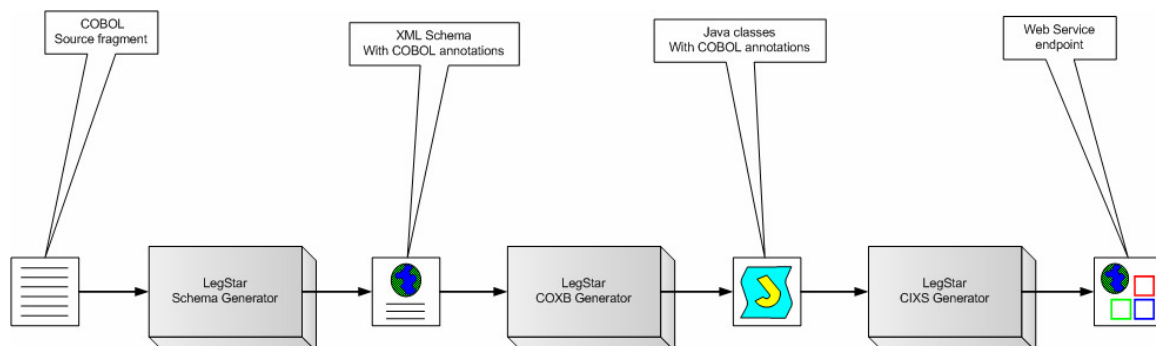 COBOL
Source fragment
XML Schema
With COBOL annotations
Java classes
With COBOL annotations
Web Service
endpoint
LegStar
Schema Generator
LegStar
COXB Generator
LegStar
CIXS Generator